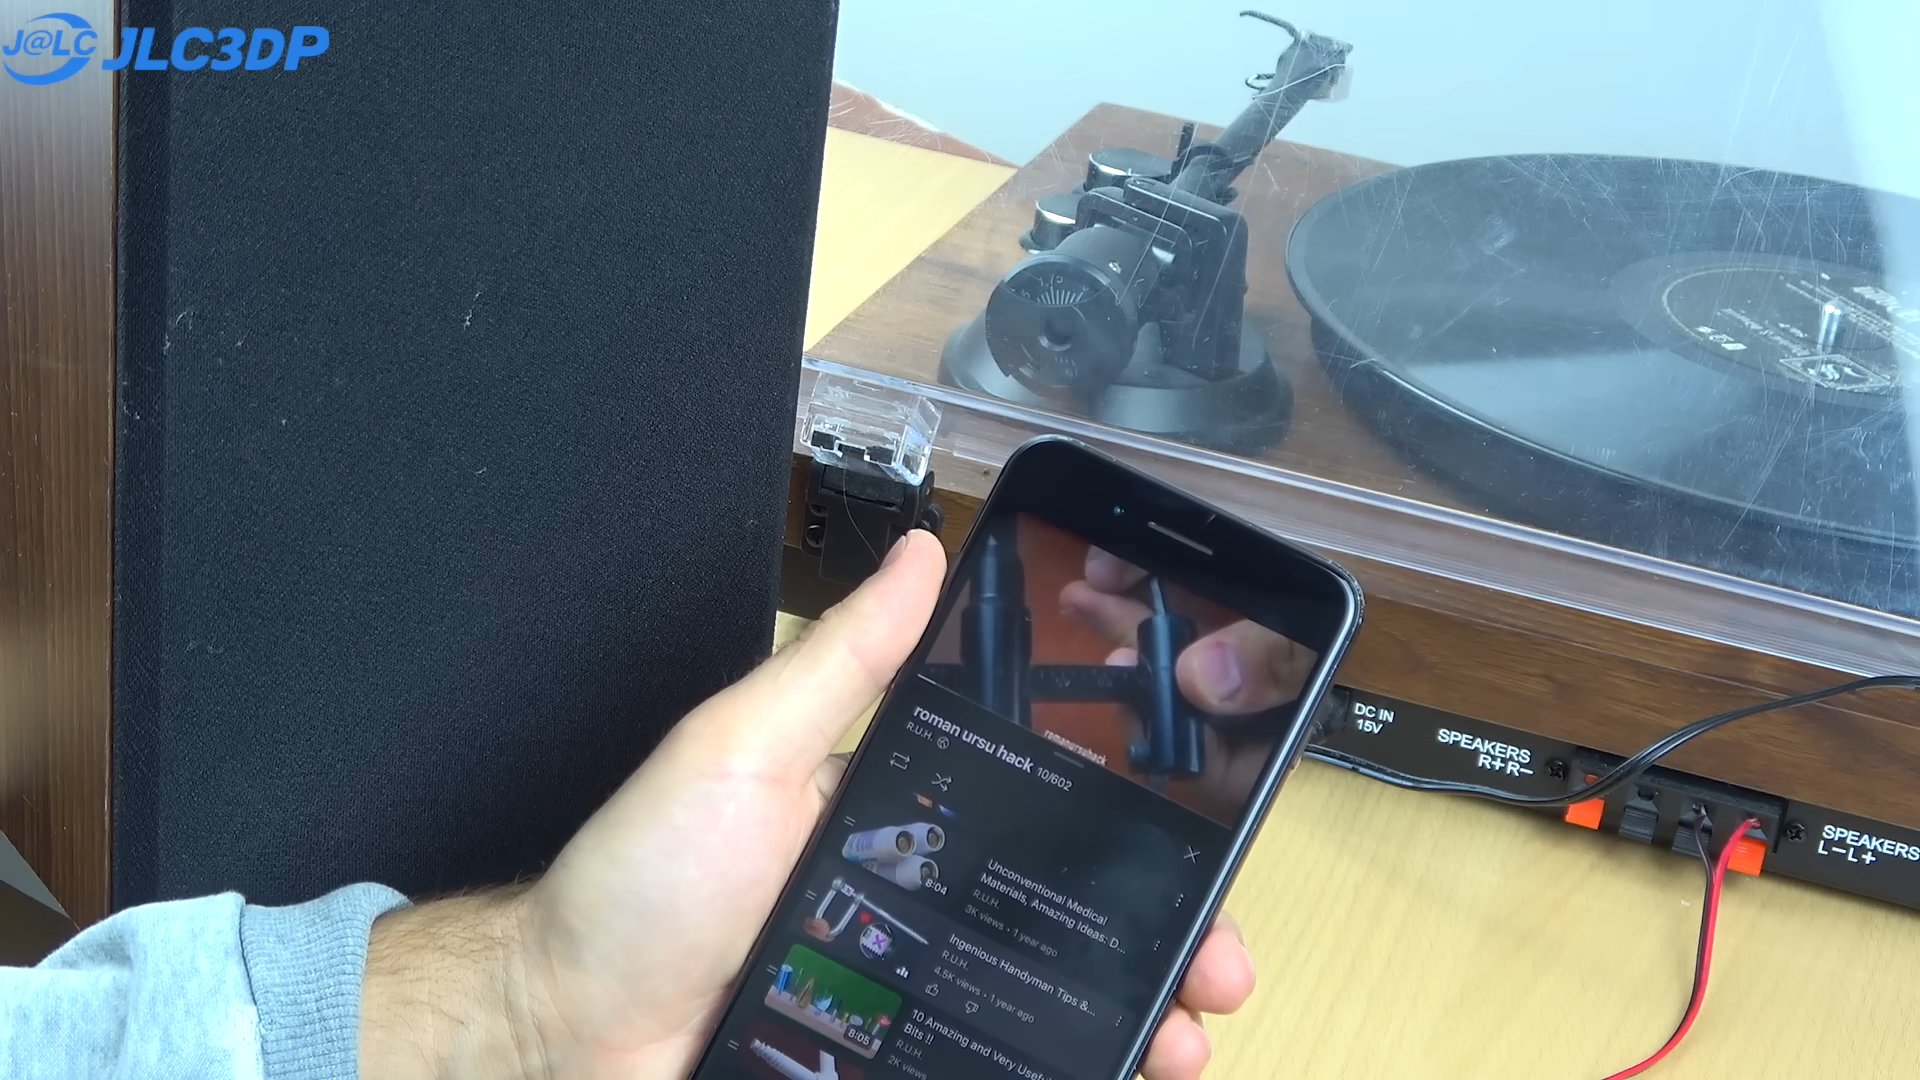 J@LC JLC3DP
DC IN
15V
SPEAKERS
R+ R-
SPEAKERS
L- L+
romanursuhack
roman ursu hack 10/602
R.U.H.
8:04
Unconventional Medical
Materials, Amazing Ideas: D...
R.U.H.
3K views • 1 year ago
Ingenious Handyman Tips &...
R.U.H.
4.5K views • 1 year ago
8:05
10 Amazing and Very Useful
Bits !!
R.U.H.
2K views